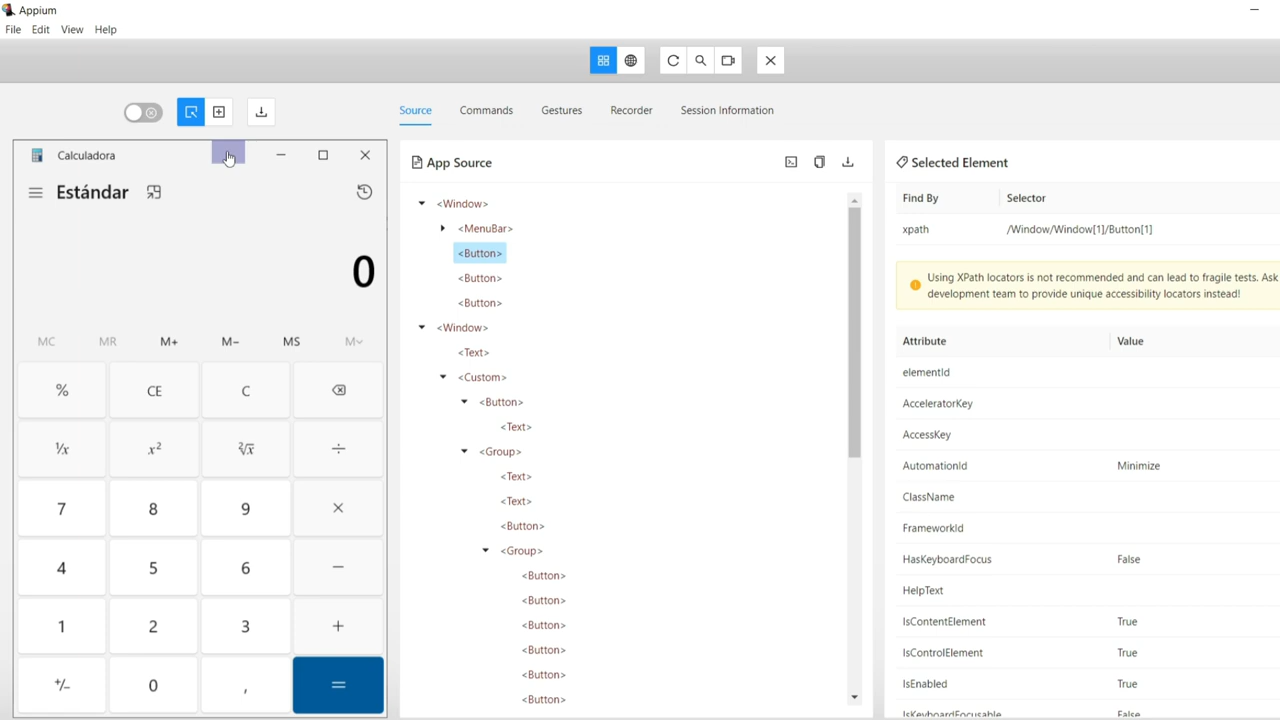 Appium
File Edit View Help
Source Commands Gestures Recorder Session Information
Calculadora
Estándar
0
MC MR M+ M− MS M˅
% CE C ⌫
¹/x x² ²√x ÷
7 8 9 ×
4 5 6 −
1 2 3 +
+/− 0 , =
App Source
<Window>
<MenuBar>
<Button>
<Button>
<Button>
<Window>
<Text>
<Custom>
<Button>
<Text>
<Group>
<Text>
<Text>
<Button>
<Group>
<Button>
<Button>
<Button>
<Button>
<Button>
<Button>
Selected Element
Find By Selector
xpath /Window/Window[1]/Button[1]
Using XPath locators is not recommended and can lead to fragile tests. Ask
development team to provide unique accessibility locators instead!
Attribute Value
elementId
AcceleratorKey
AccessKey
AutomationId Minimize
ClassName
FrameworkId
HasKeyboardFocus False
HelpText
IsContentElement True
IsControlElement True
IsEnabled True
IsKeyboardFocusable False